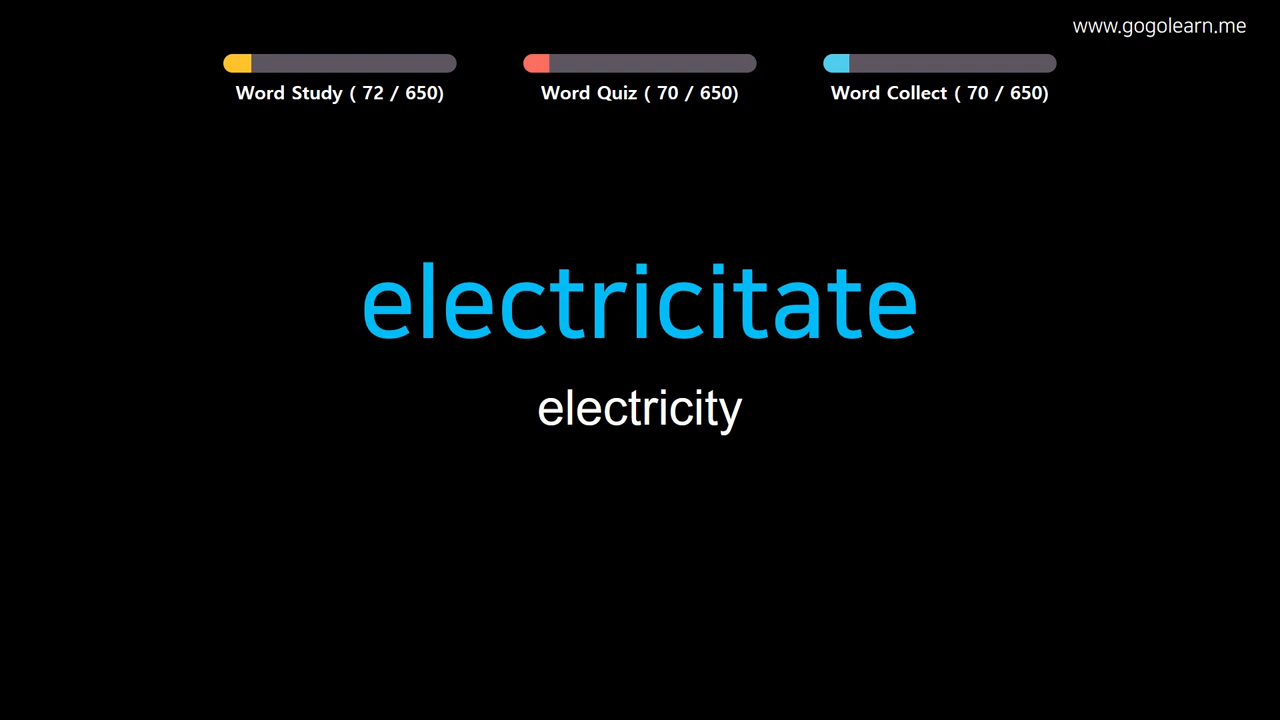 www.gogolearn.me
Word Study ( 72 / 650)
Word Quiz ( 70 / 650)
Word Collect ( 70 / 650)
electricitate
electricity